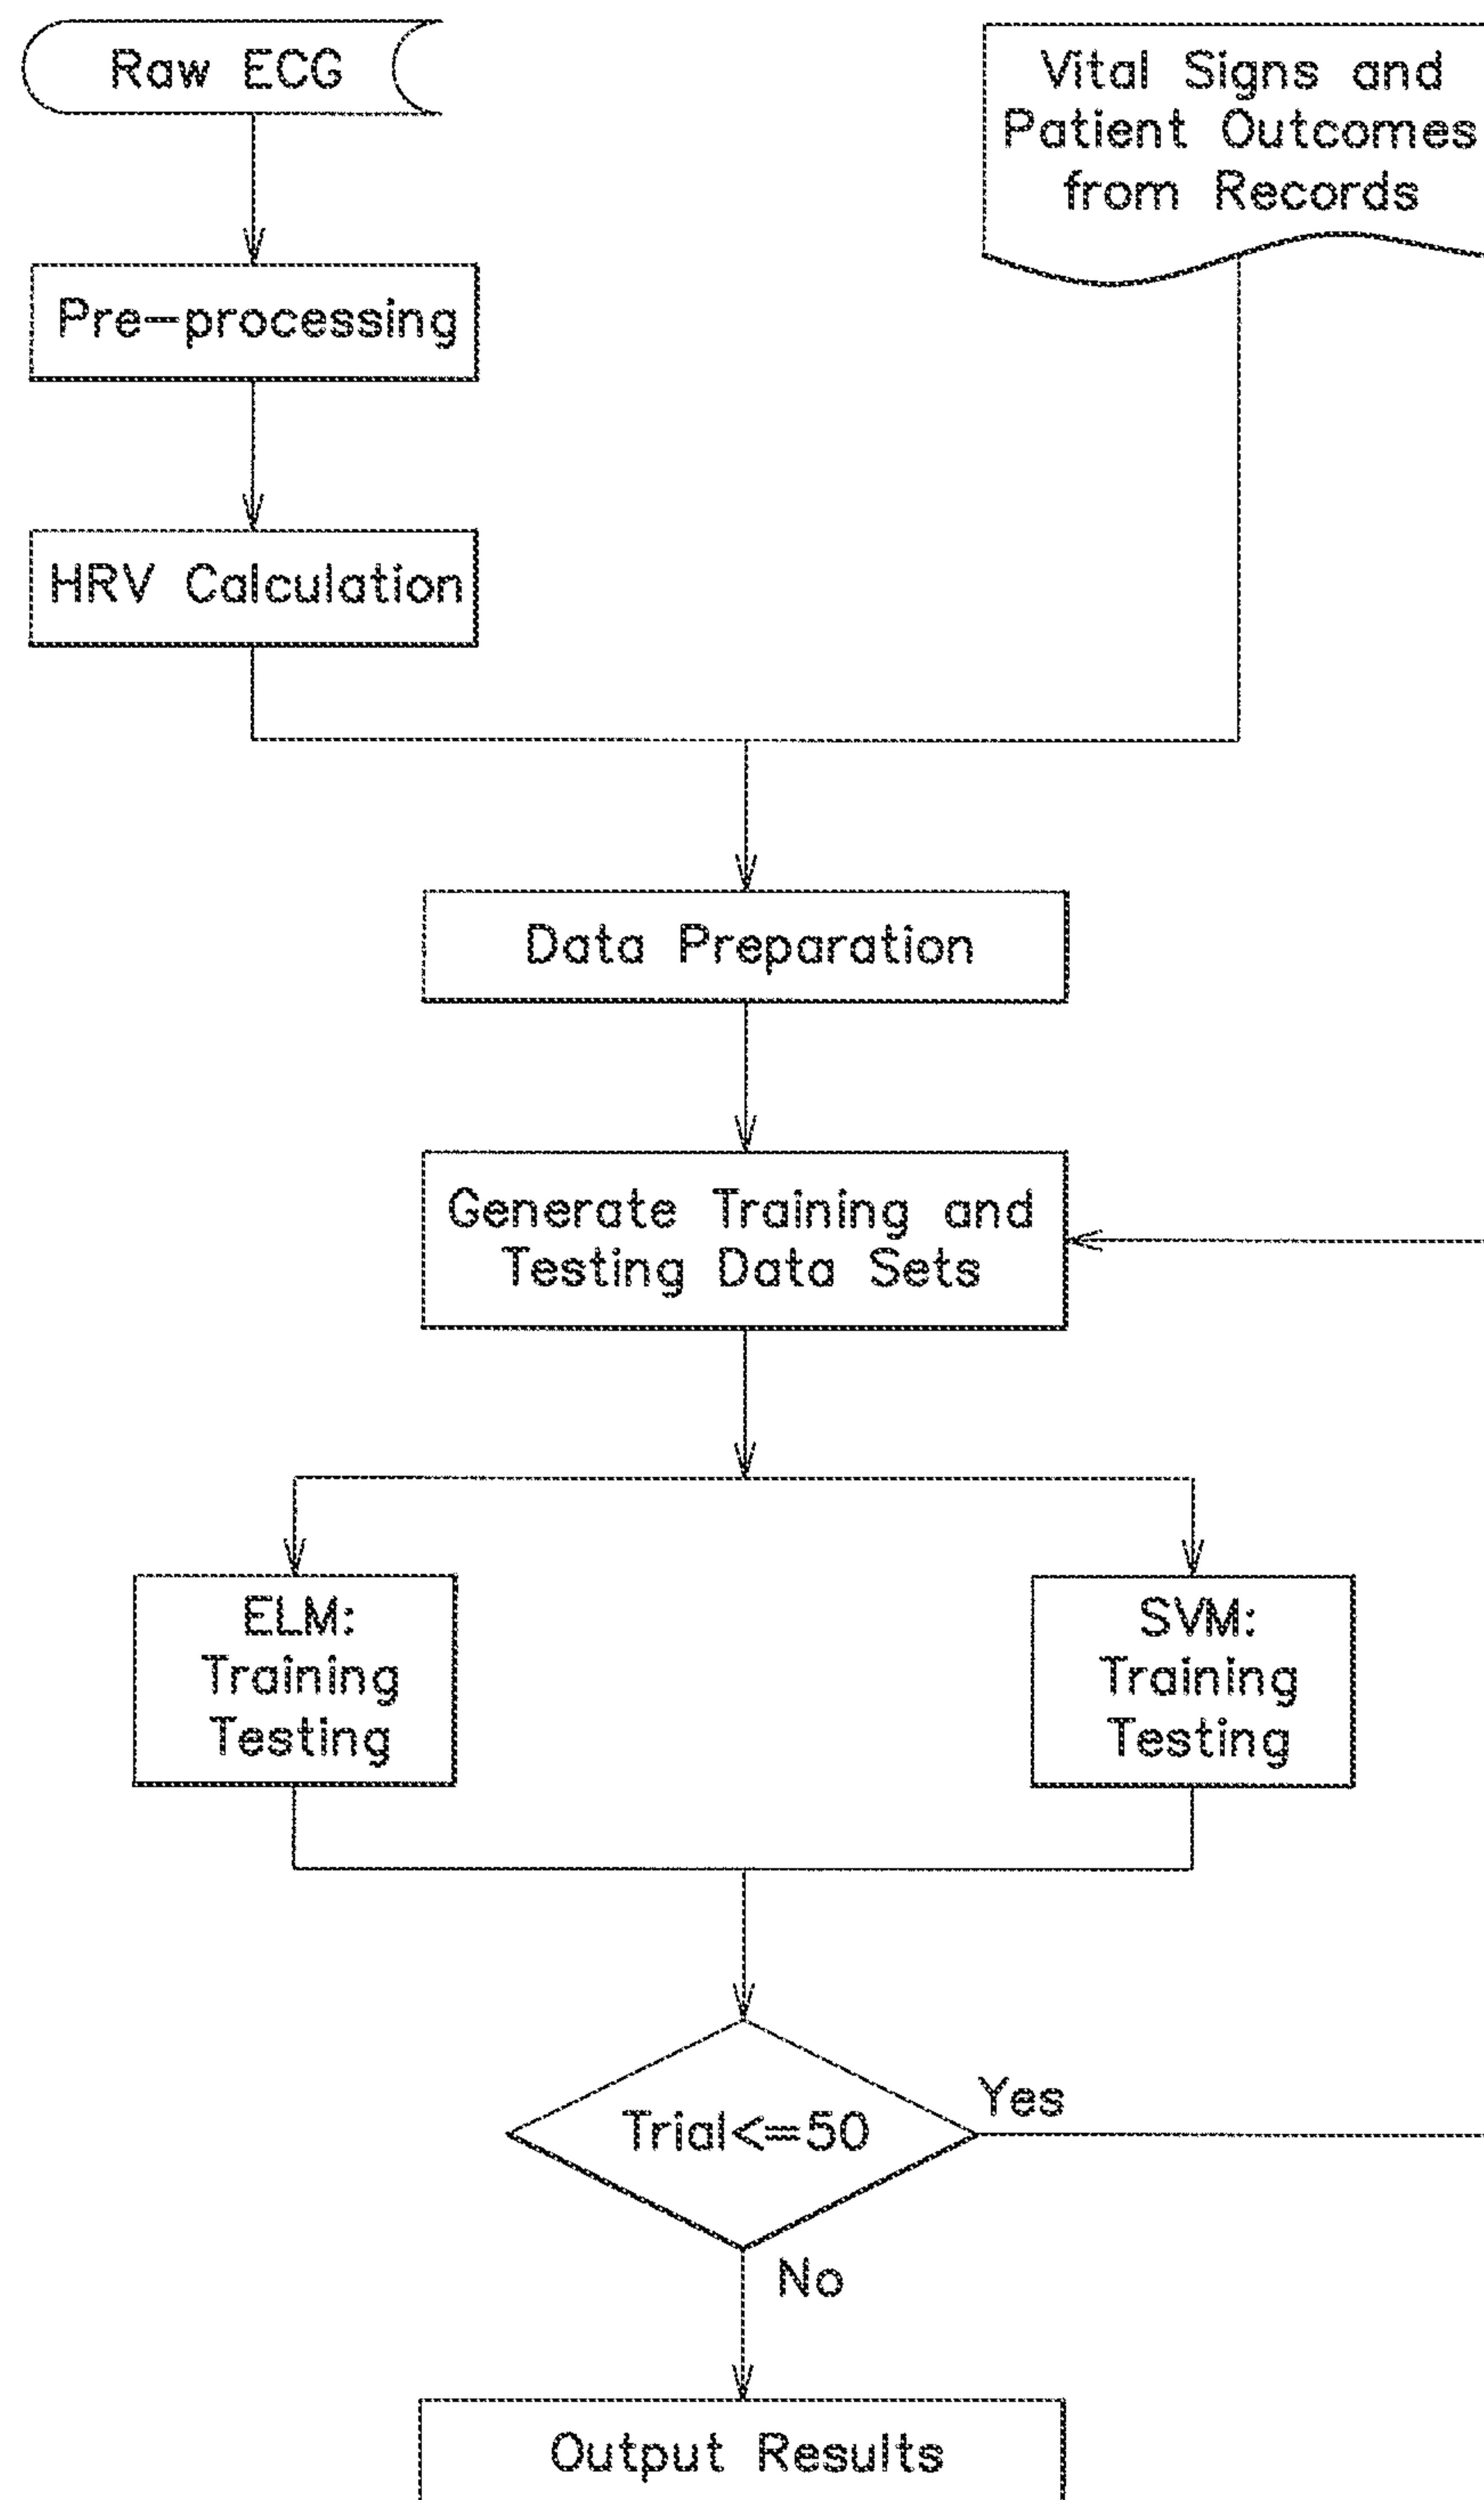 Raw ECG
Vital Signs and
Patient Outcomes
from Records
Pre-processing
HRV Calculation
Data Preparation
Generate Training and
Testing Data Sets
ELM:
Training
Testing
SVM:
Training
Testing
Trial<=50
Yes
No
Output Results